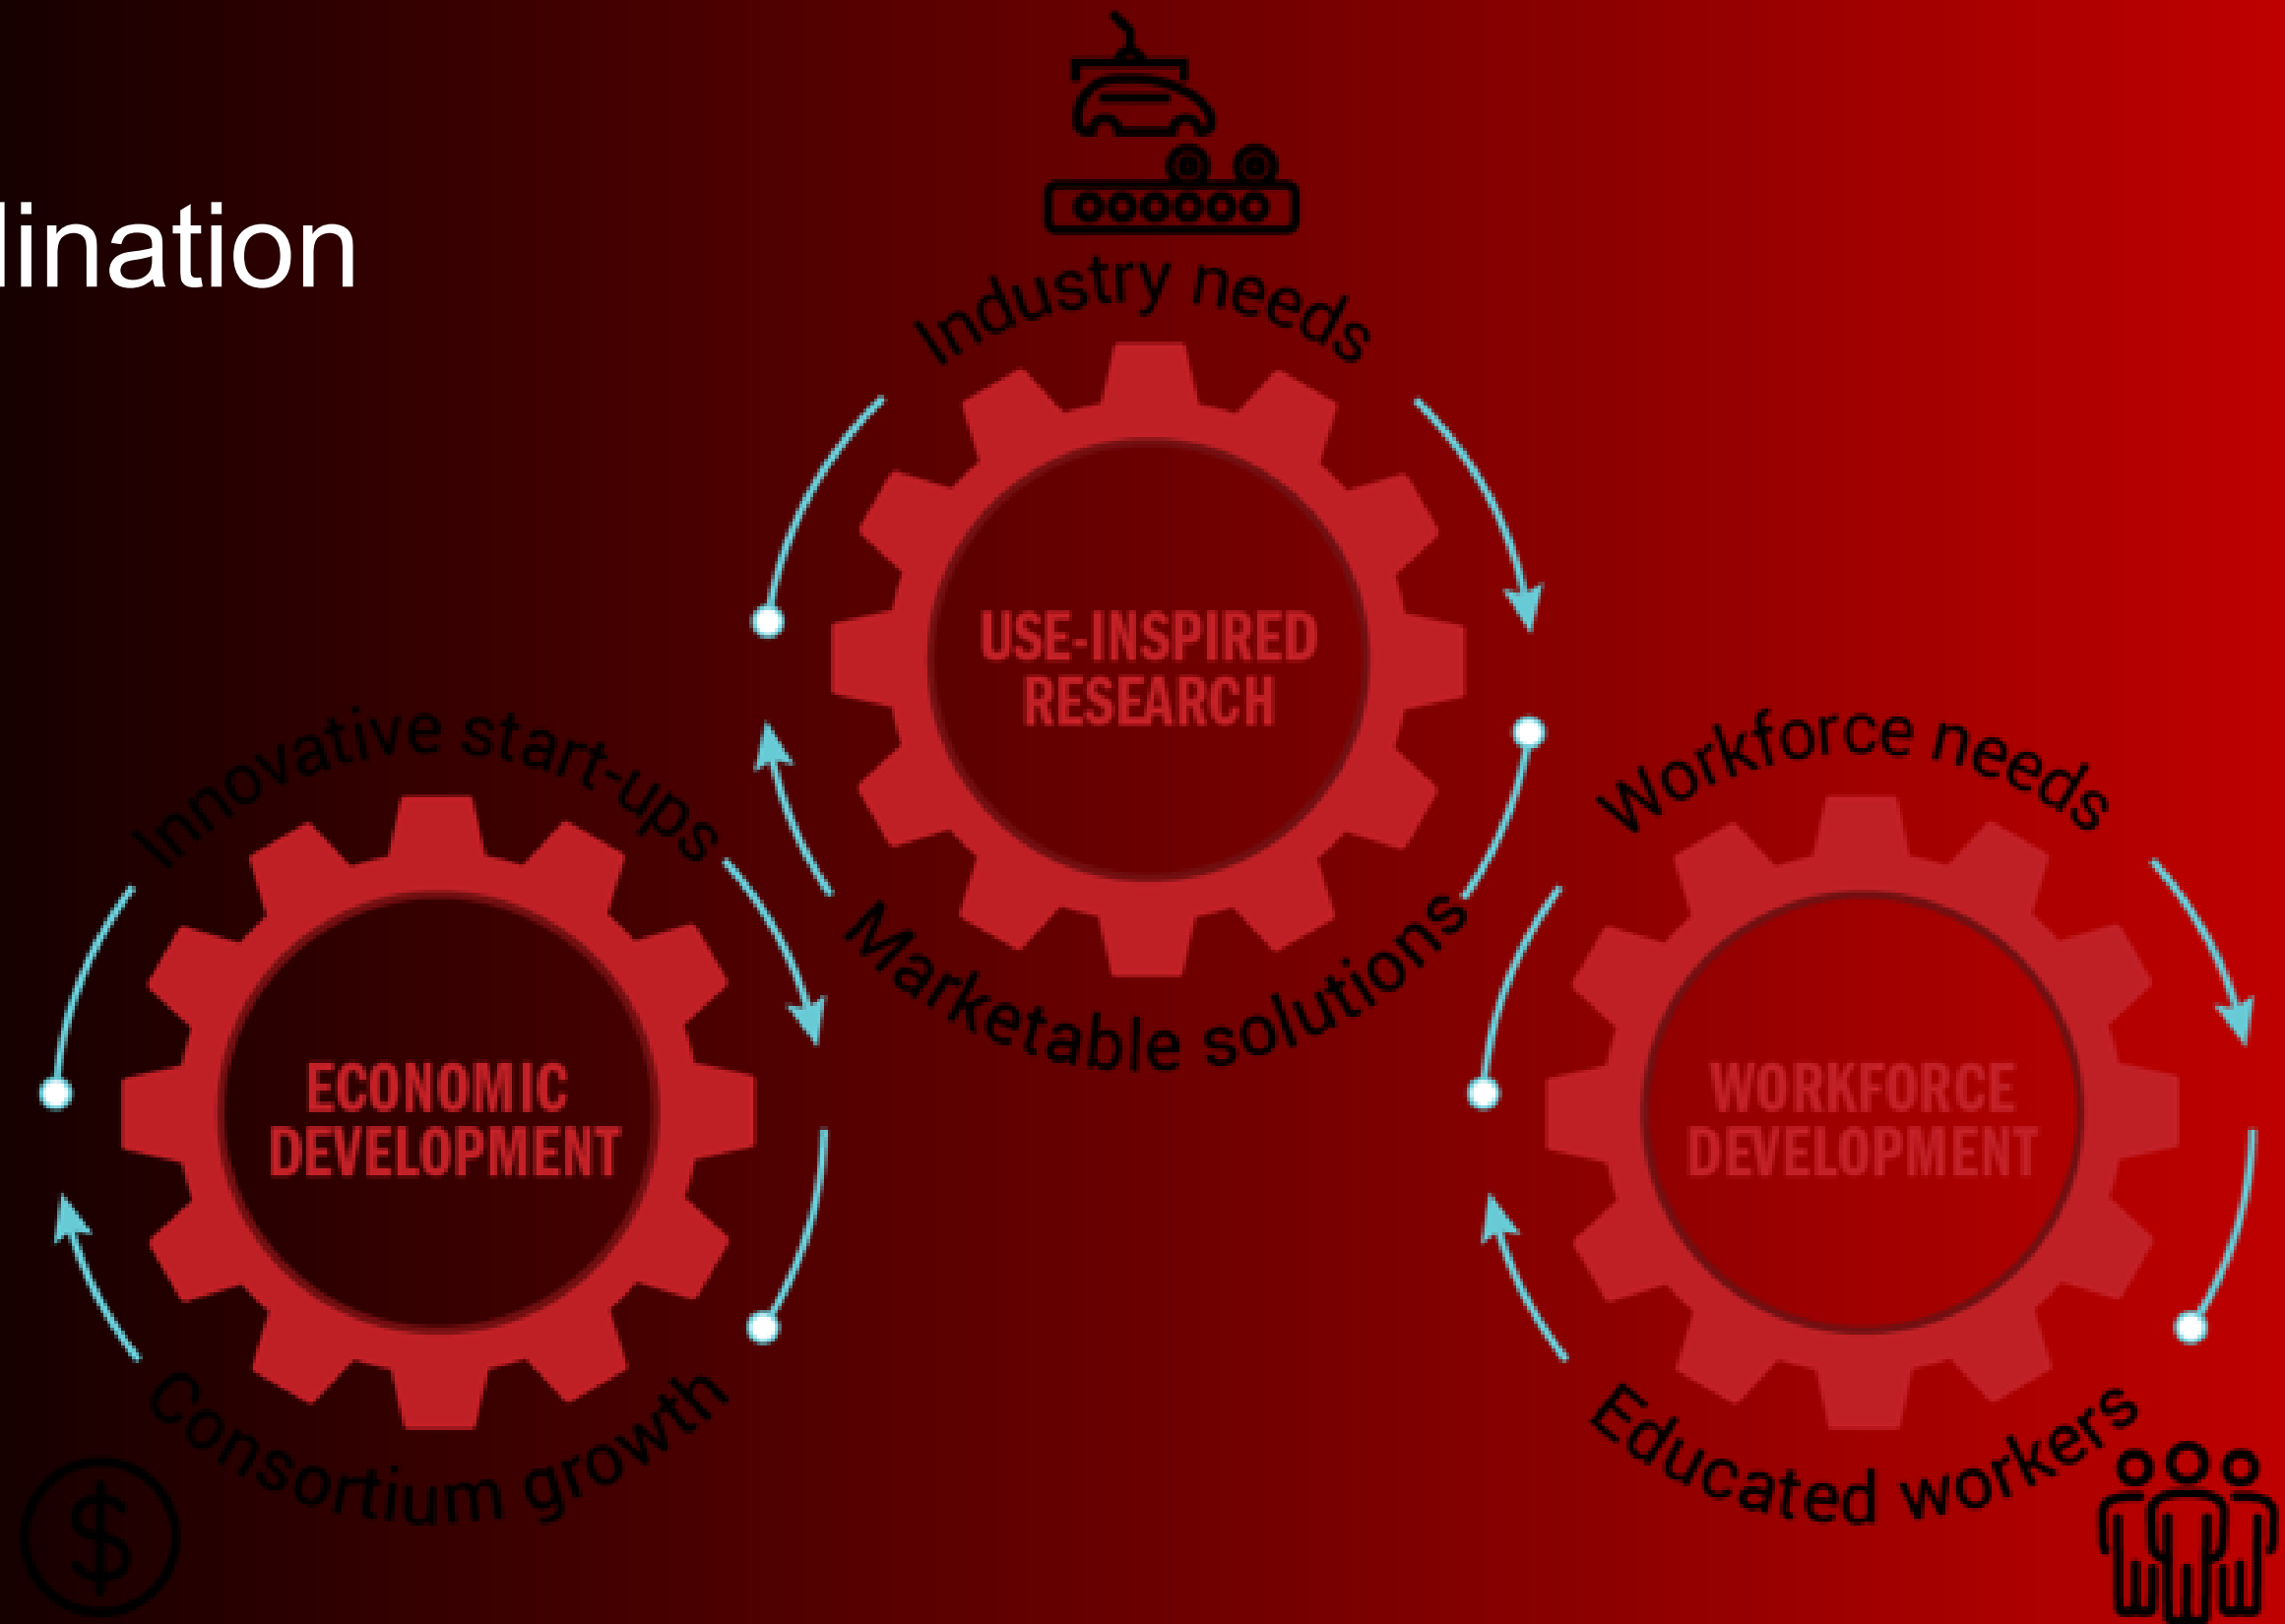 lination
Industry needs
USE-INSPIRED
RESEARCH
Marketable solutions
Innovative start-ups
ECONOMIC
DEVELOPMENT
Consortium growth
Workforce needs
WORKFORCE
DEVELOPMENT
Educated workers